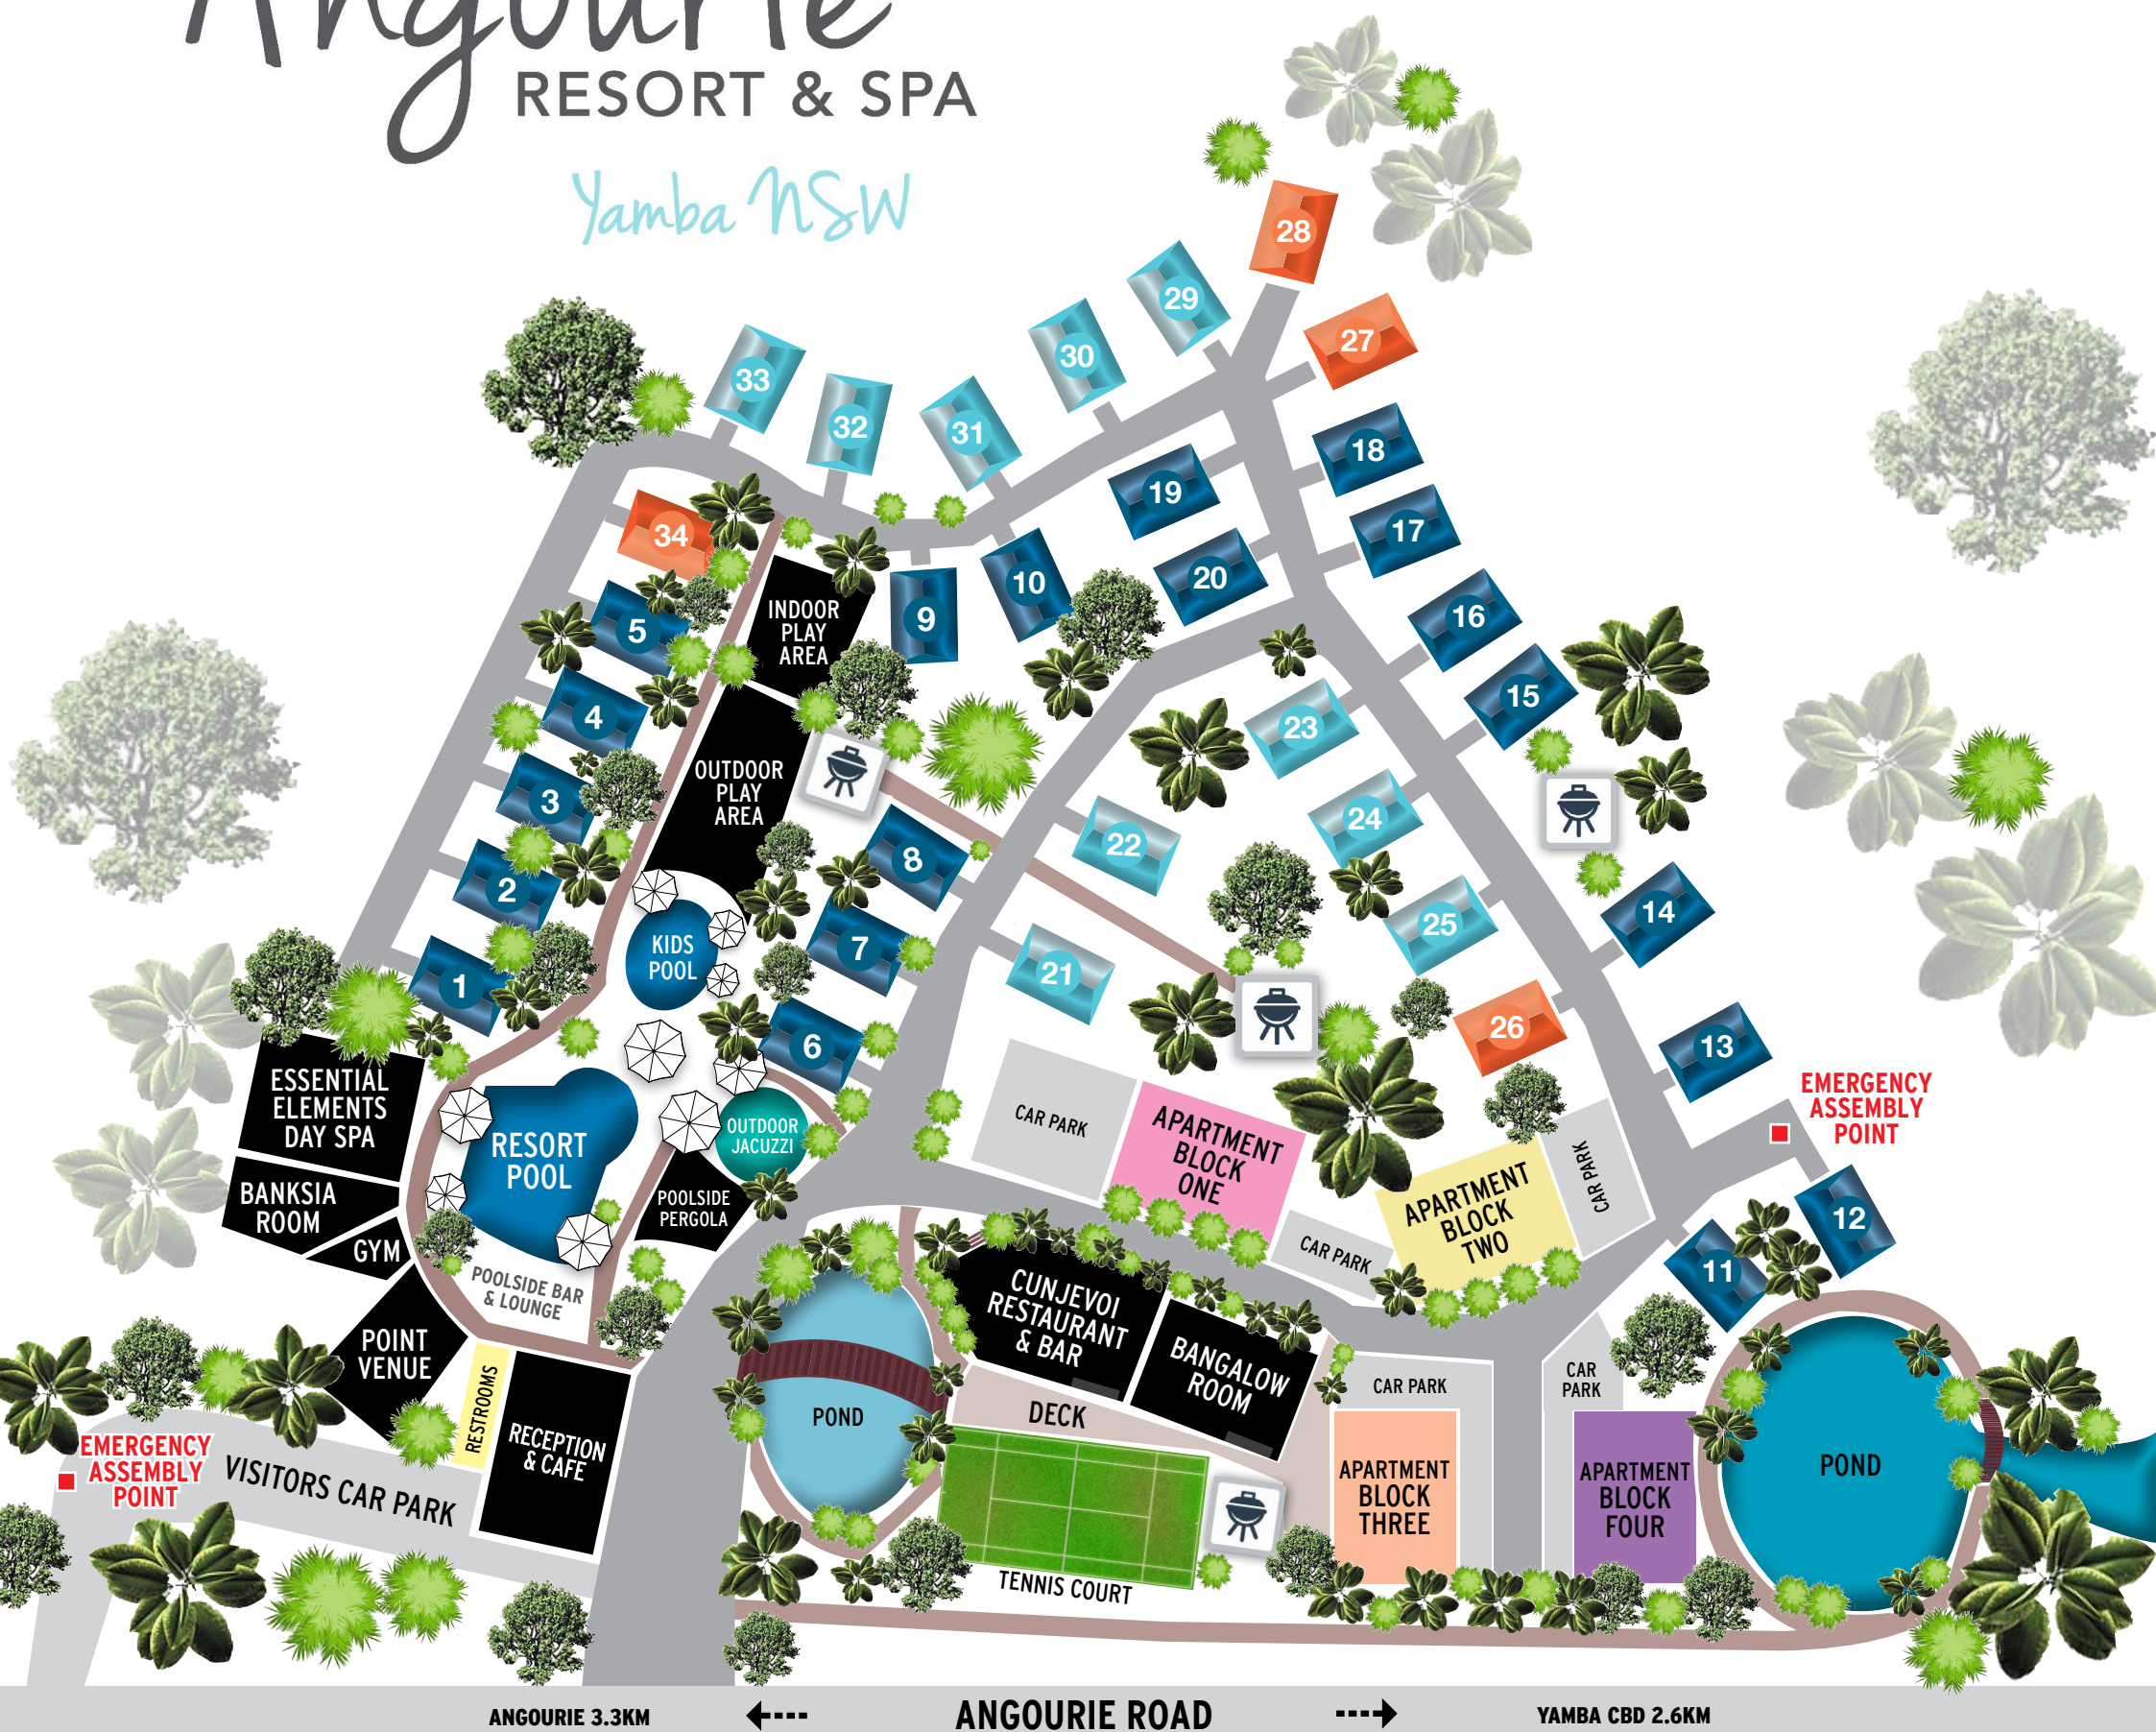 Angourie
RESORT & SPA
Yamba NSW
28
29
27
30
33
32
31
18
19
17
34
20
10
9
16
5
INDOOR
PLAY
AREA
15
4
23
OUTDOOR
PLAY
AREA
3
24
22
8
2
14
25
7
KIDS
POOL
21
1
26
6
13
EMERGENCY
ASSEMBLY
POINT
ESSENTIAL
ELEMENTS
DAY SPA
CAR PARK
APARTMENT
BLOCK
ONE
OUTDOOR
JACUZZI
RESORT
POOL
CAR PARK
APARTMENT
BLOCK
TWO
BANKSIA
ROOM
POOLSIDE
PERGOLA
12
GYM
CAR PARK
11
POOLSIDE BAR
& LOUNGE
CUNJEVOI
RESTAURANT
& BAR
POINT
VENUE
BANGALOW
ROOM
CAR PARK
CAR
PARK
RESTROOMS
POND
DECK
RECEPTION
& CAFE
EMERGENCY
ASSEMBLY
POINT
VISITORS CAR PARK
APARTMENT
BLOCK
THREE
APARTMENT
BLOCK
FOUR
POND
TENNIS COURT
ANGOURIE 3.3KM
ANGOURIE ROAD
YAMBA CBD 2.6KM